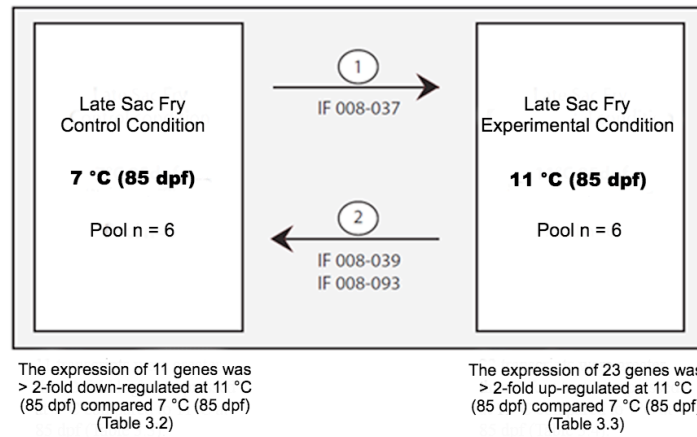 Late Sac Fry
Control Condition
7 °C (85 dpf)
Pool n = 6
1
IF 008-037
2
IF 008-039
IF 008-093
Late Sac Fry
Experimental Condition
11 °C (85 dpf)
Pool n = 6
The expression of 11 genes was
> 2-fold down-regulated at 11 °C
(85 dpf) compared 7 °C (85 dpf)
(Table 3.2)
The expression of 23 genes was
> 2-fold up-regulated at 11 °C
(85 dpf) compared 7 °C (85 dpf)
(Table 3.3)